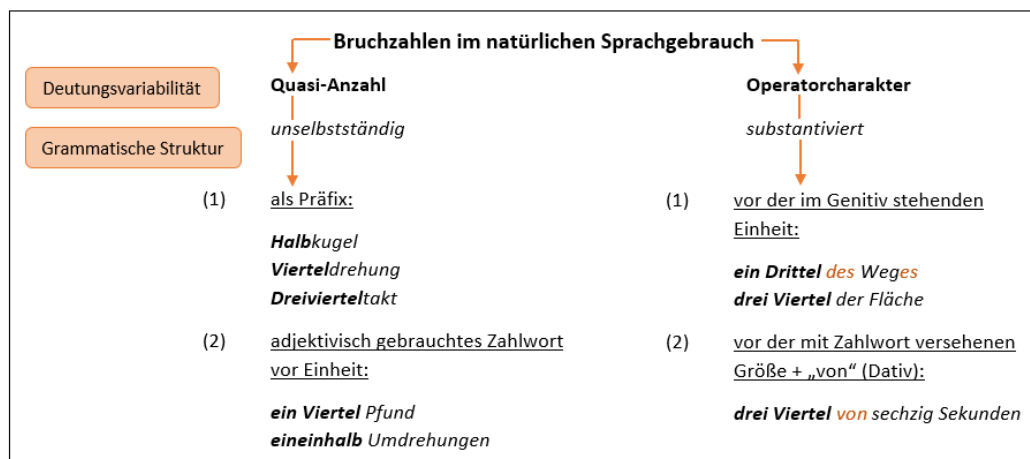 Bruchzahlen im natürlichen Sprachgebrauch
Deutungsvariabilität
Grammatische Struktur
Quasi-Anzahl
unselbstständig
(1) als Präfix:
Halbkugel
Vierteldrehung
Dreivierteltakt
(2) adjektivisch gebrauchtes Zahlwort
vor Einheit:
ein Viertel Pfund
eineinhalb Umdrehungen
Operatorcharakter
substantiviert
(1) vor der im Genitiv stehenden
Einheit:
ein Drittel des Weges
drei Viertel der Fläche
(2) vor der mit Zahlwort versehenen
Größe + „von“ (Dativ):
drei Viertel von sechzig Sekunden